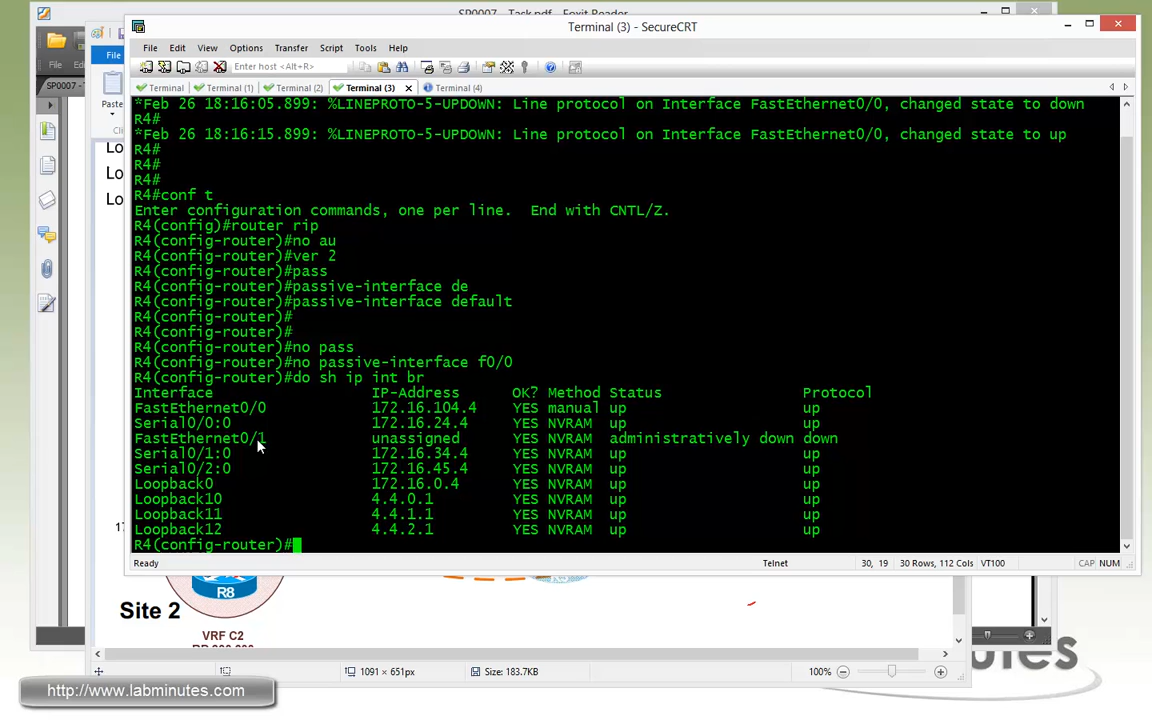 SP0007 - Task.pdf - Foxit Reader
Terminal (3) - SecureCRT
File
File Edit View Options Transfer Script Tools Help
Enter host <Alt+R>
File
SP0007 -
Terminal Terminal (1) Terminal (2) Terminal (3) Terminal (4)
Paste
*Feb 26 18:16:05.899: %LINEPROTO-5-UPDOWN: Line protocol on Interface FastEthernet0/0, changed state to down
R4#
*Feb 26 18:16:15.899: %LINEPROTO-5-UPDOWN: Line protocol on Interface FastEthernet0/0, changed state to up
R4#
R4#
R4#
R4#conf t
Enter configuration commands, one per line.  End with CNTL/Z.
R4(config)#router rip
R4(config-router)#no au
R4(config-router)#ver 2
R4(config-router)#pass
R4(config-router)#passive-interface de
R4(config-router)#passive-interface default
R4(config-router)#
R4(config-router)#
R4(config-router)#no pass
R4(config-router)#no passive-interface f0/0
R4(config-router)#do sh ip int br
Interface IP-Address OK? Method Status Protocol
FastEthernet0/0 172.16.104.4 YES manual up up
Serial0/0:0 172.16.24.4 YES NVRAM up up
FastEthernet0/1 unassigned YES NVRAM administratively down down
Serial0/1:0 172.16.34.4 YES NVRAM up up
Serial0/2:0 172.16.45.4 YES NVRAM up up
Loopback0 172.16.0.4 YES NVRAM up up
Loopback10 4.4.0.1 YES NVRAM up up
Loopback11 4.4.1.1 YES NVRAM up up
Loopback12 4.4.2.1 YES NVRAM up up
R4(config-router)#
Ready Telnet 30, 19 30 Rows, 112 Cols VT100 CAP NUM
Lo
Lo
Lo
17
R8
Site 2
VRF C2
1091 × 651px Size: 183.7KB 100%
http://www.labminutes.com